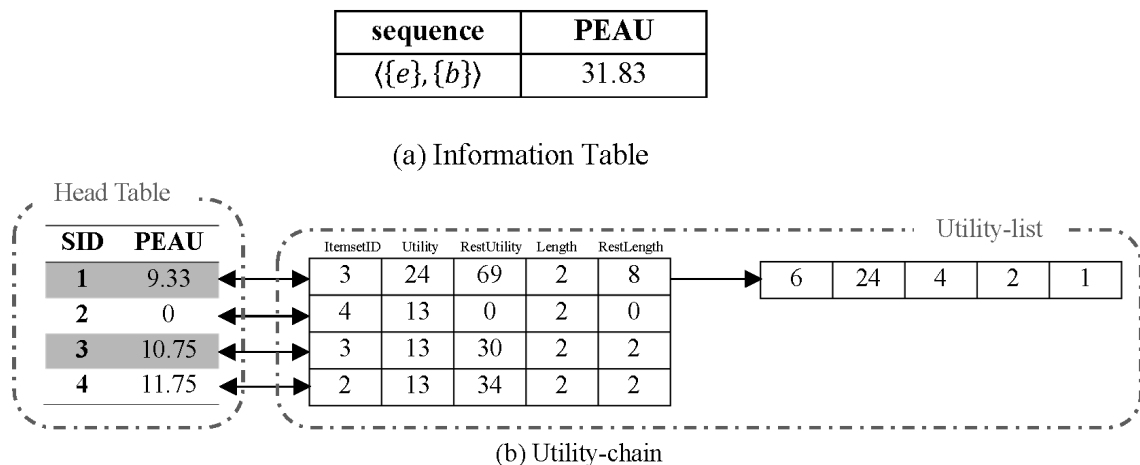 sequence PEAU
⟨{e},{b}⟩ 31.83
(a) Information Table
Head Table
Utility-list
SID PEAU
ItemsetID Utility RestUtility Length RestLength
1 9.33 3 24 69 2 8 6 24 4 2 1
2 0 4 13 0 2 0
3 10.75 3 13 30 2 2
4 11.75 2 13 34 2 2
(b) Utility-chain